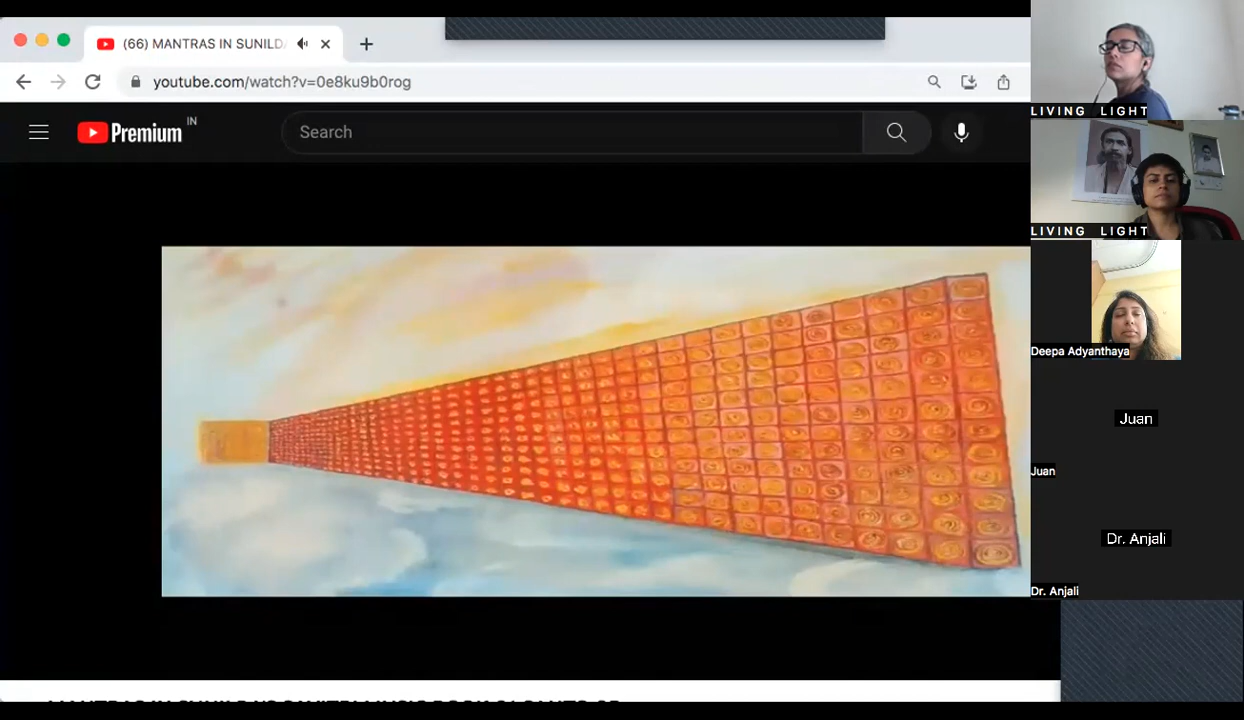 (66) MANTRAS IN SUNILDA
youtube.com/watch?v=0e8ku9b0rog
Premium IN
Search
LIVING LIGHT
LIVING LIGHT
Deepa Adyanthaya
Juan
Juan
Dr. Anjali
Dr. Anjali